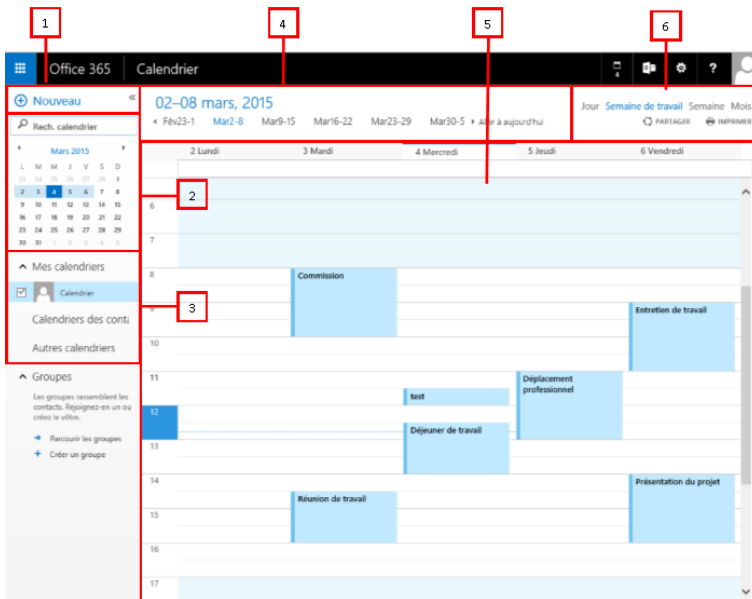 1
4
5
6
Office 365 Calendrier
4
?
Nouveau «
Rech. calendrier
Mars 2015
L M M J V S D
23 24 25 26 27 28 1
2 3 4 5 6 7 8
9 10 11 12 13 14 15
16 17 18 19 20 21 22
23 24 25 26 27 28 29
30 31 1 2 3 4 5
2
Mes calendriers
Calendrier
3
Calendriers des conta
Autres calendriers
Groupes
Les groupes rassemblent les
contacts. Rejoignez-en un ou
créez le vôtre.
Parcourir les groupes
Créer un groupe
02–08 mars, 2015
Fév23-1 Mar2-8 Mar9-15 Mar16-22 Mar23-29 Mar30-5 Aller à aujourd'hui
Jour Semaine de travail Semaine Mois
PARTAGER IMPRIMER
2 Lundi 3 Mardi 4 Mercredi 5 Jeudi 6 Vendredi
6
7
8 Commission
9 Entretien de travail
10
11 Déplacement
professionnel
test
12
Déjeuner de travail
13
14 Présentation du projet
Réunion de travail
15
16
17